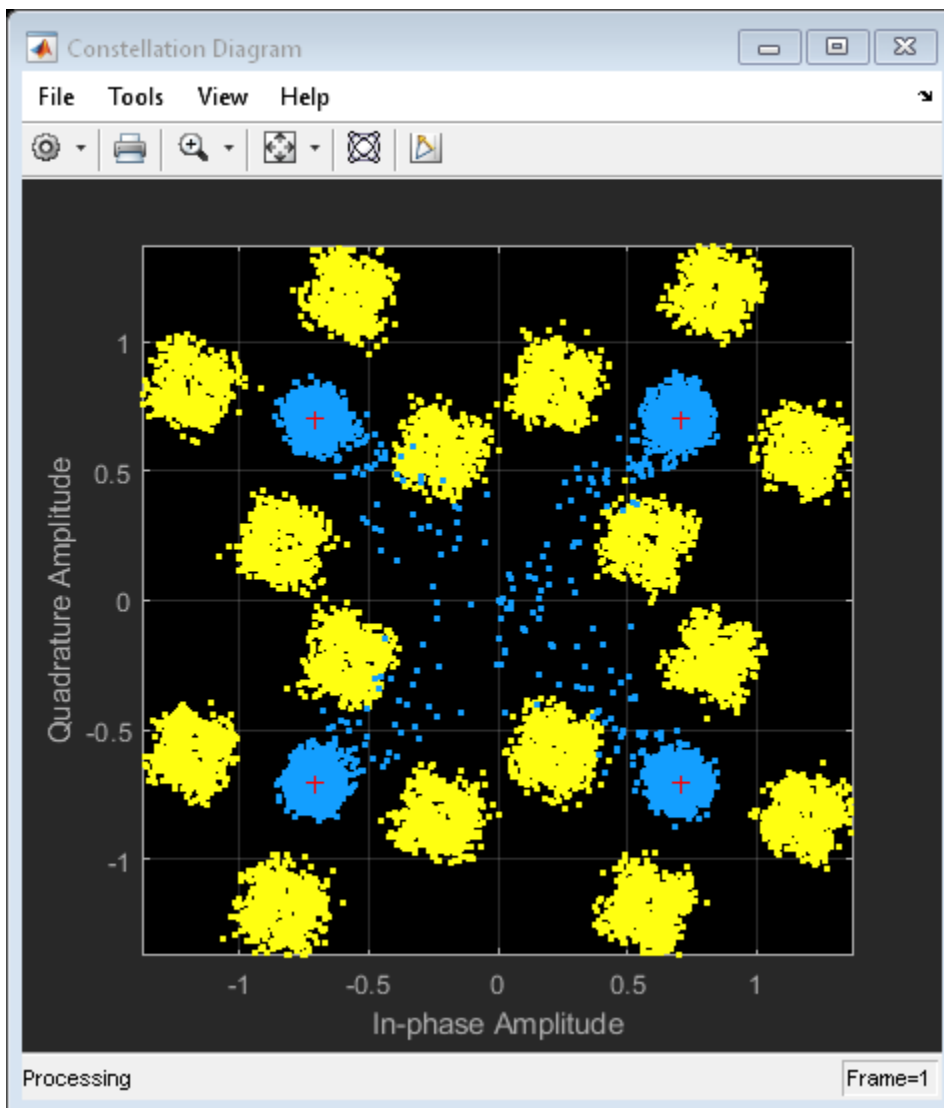 Constellation Diagram
File Tools View Help
1
0.5
0
-0.5
-1
Quadrature Amplitude
-1 -0.5 0 0.5 1
In-phase Amplitude
Processing Frame=1